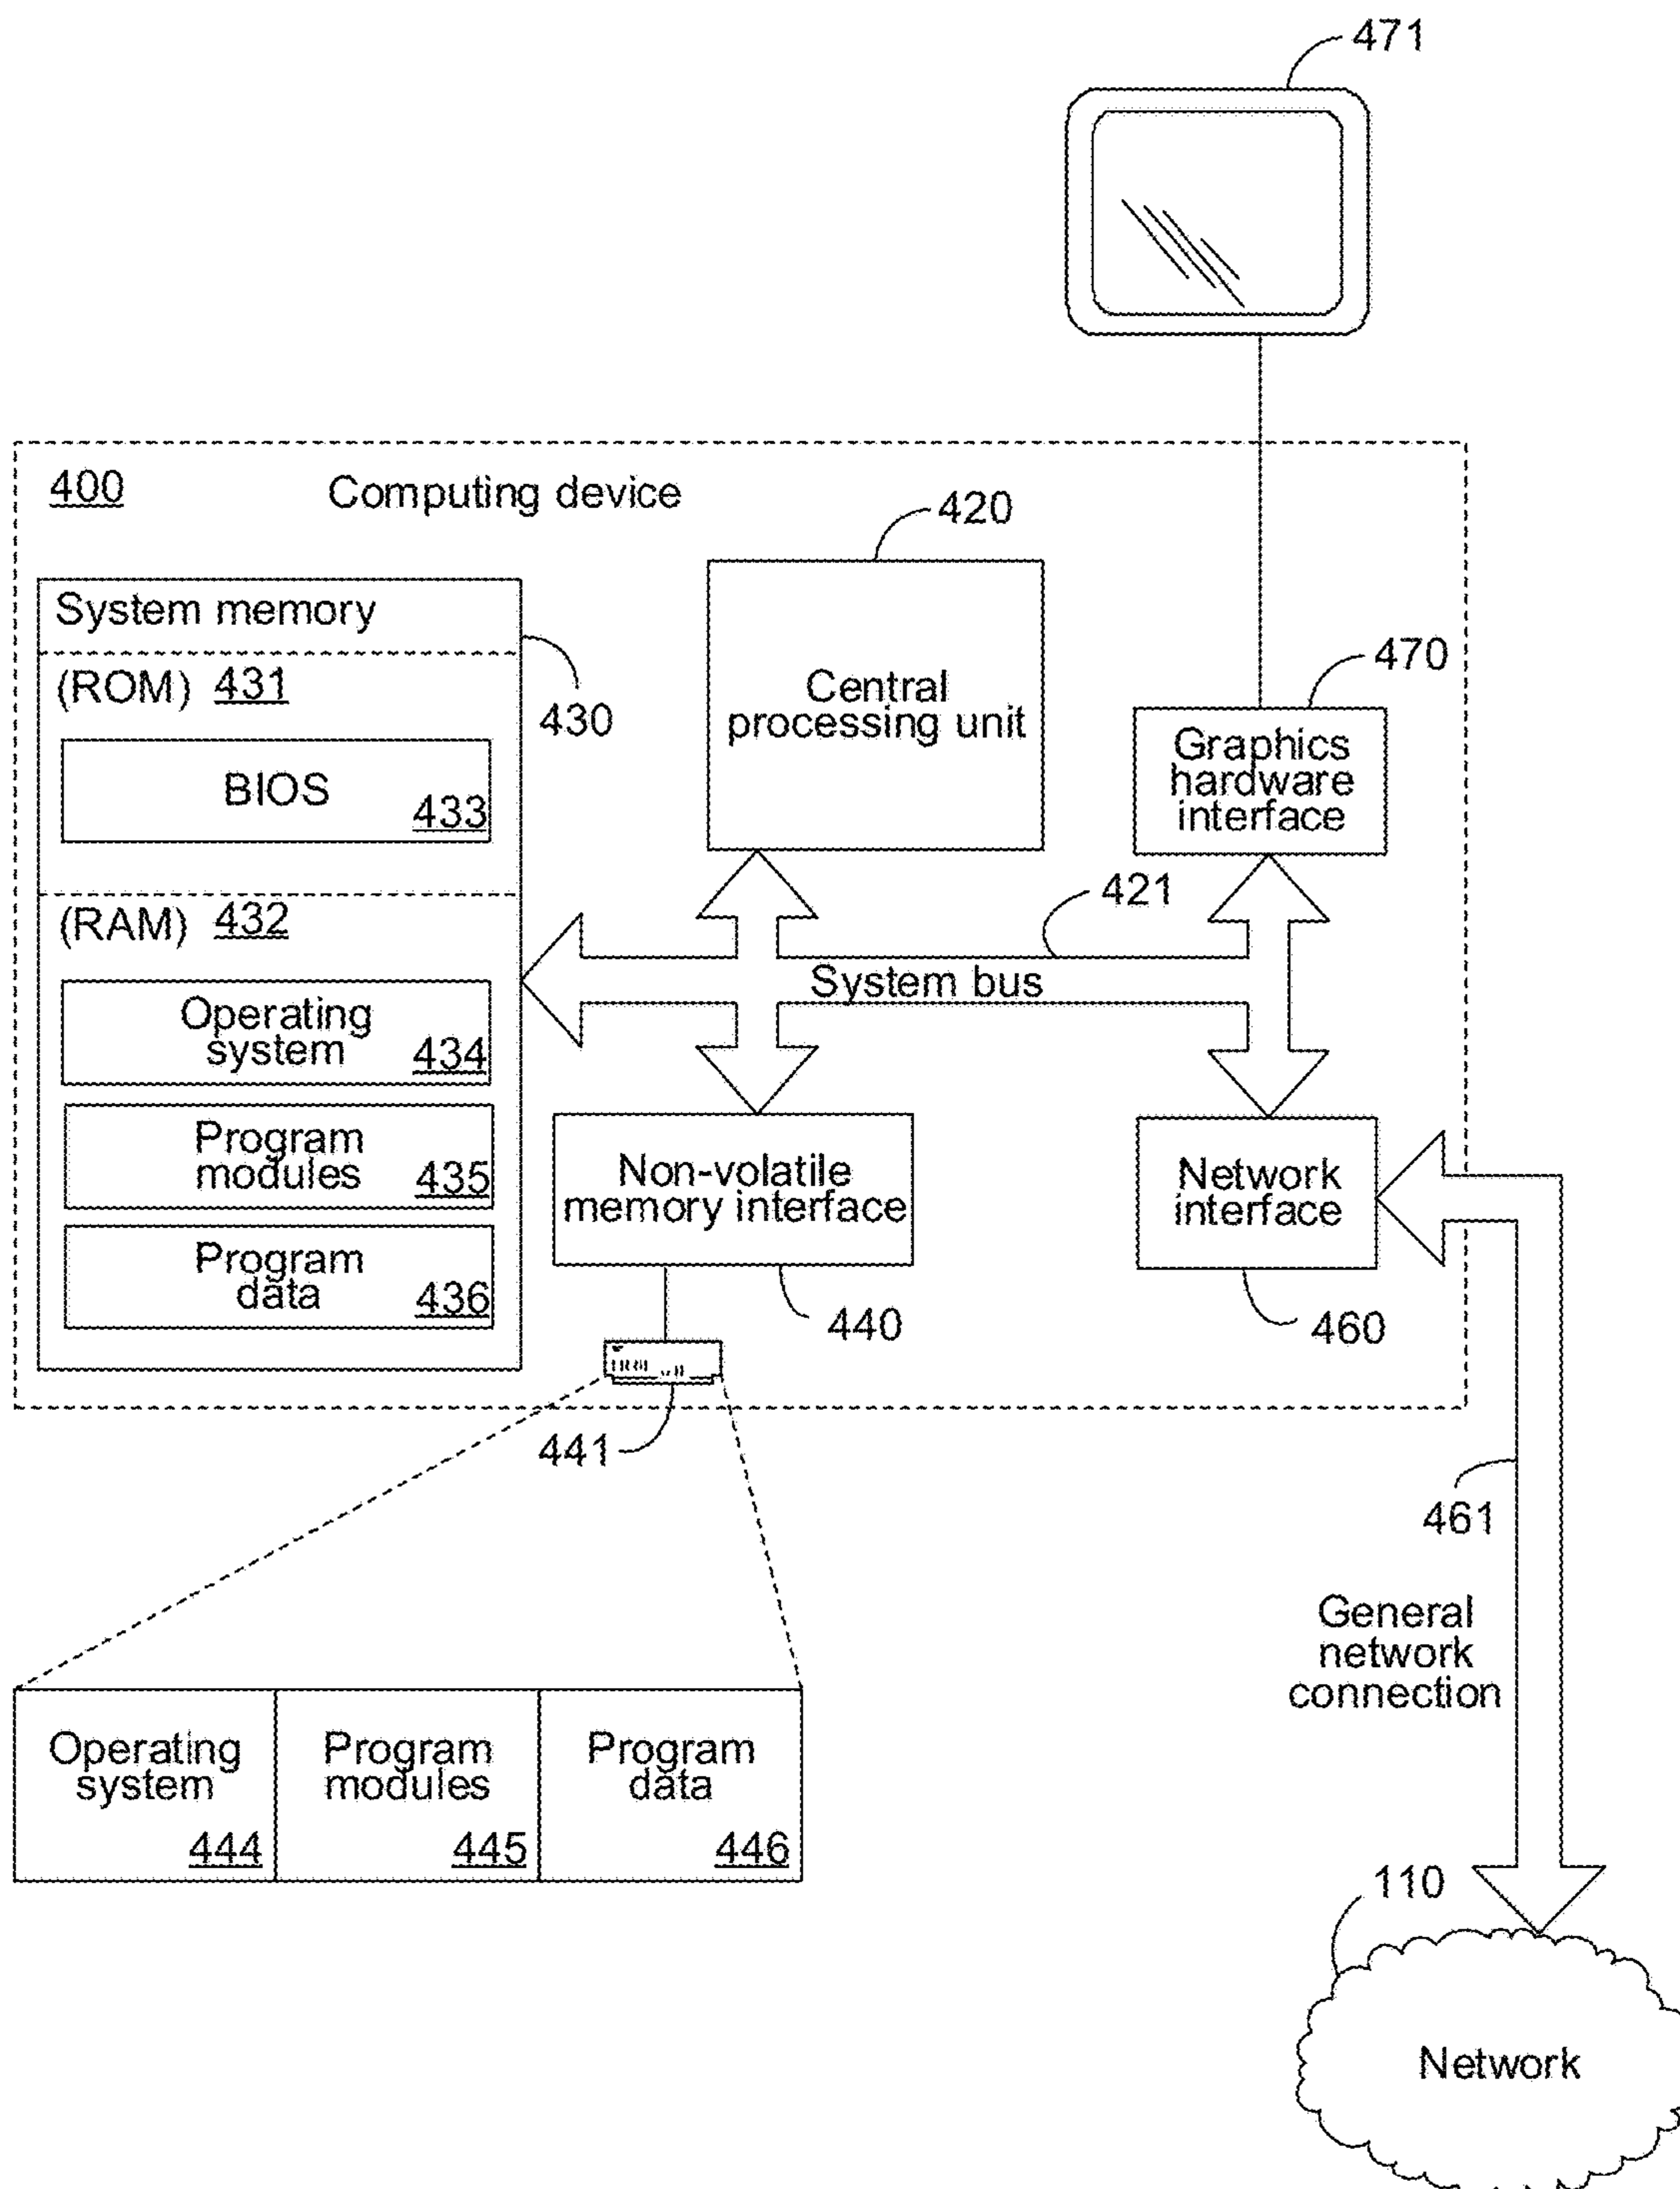 471
400
Computing device
420
System memory
(ROM) 431
430
BIOS
433
Central
processing unit
470
Graphics
hardware
interface
421
(RAM) 432
System bus
Operating
system
434
Program
modules
435
Program
data
436
Non-volatile
memory interface
440
Network
interface
460
441
461
General
network
connection
Operating
system
444
Program
modules
445
Program
data
446
110
Network